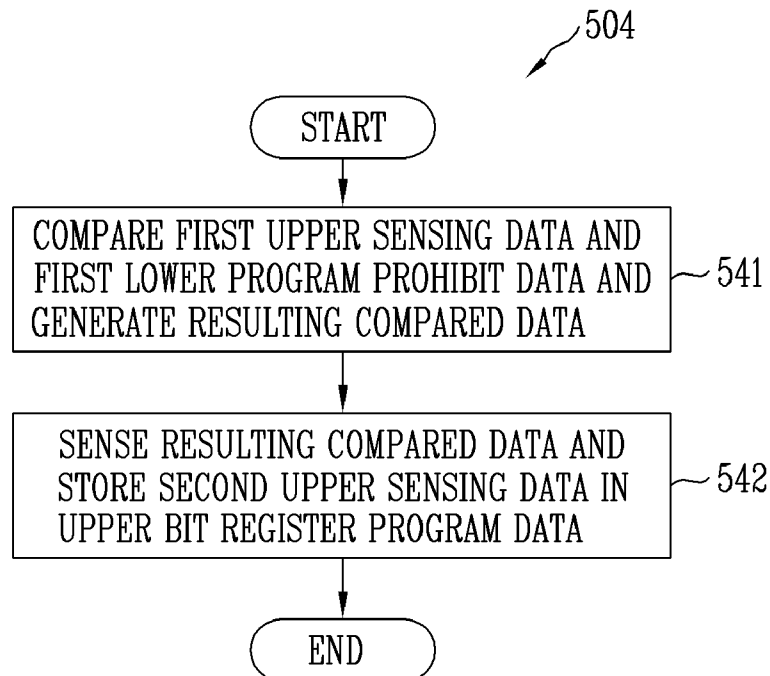 504
START
COMPARE FIRST UPPER SENSING DATA AND
FIRST LOWER PROGRAM PROHIBIT DATA AND
GENERATE RESULTING COMPARED DATA
541
SENSE RESULTING COMPARED DATA AND
STORE SECOND UPPER SENSING DATA IN
UPPER BIT REGISTER PROGRAM DATA
542
END